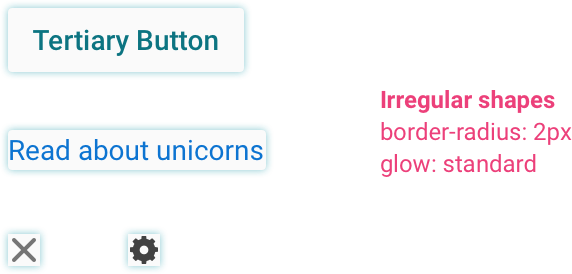 Tertiary Button
Irregular shapes
border-radius: 2px
glow: standard
Read about unicorns